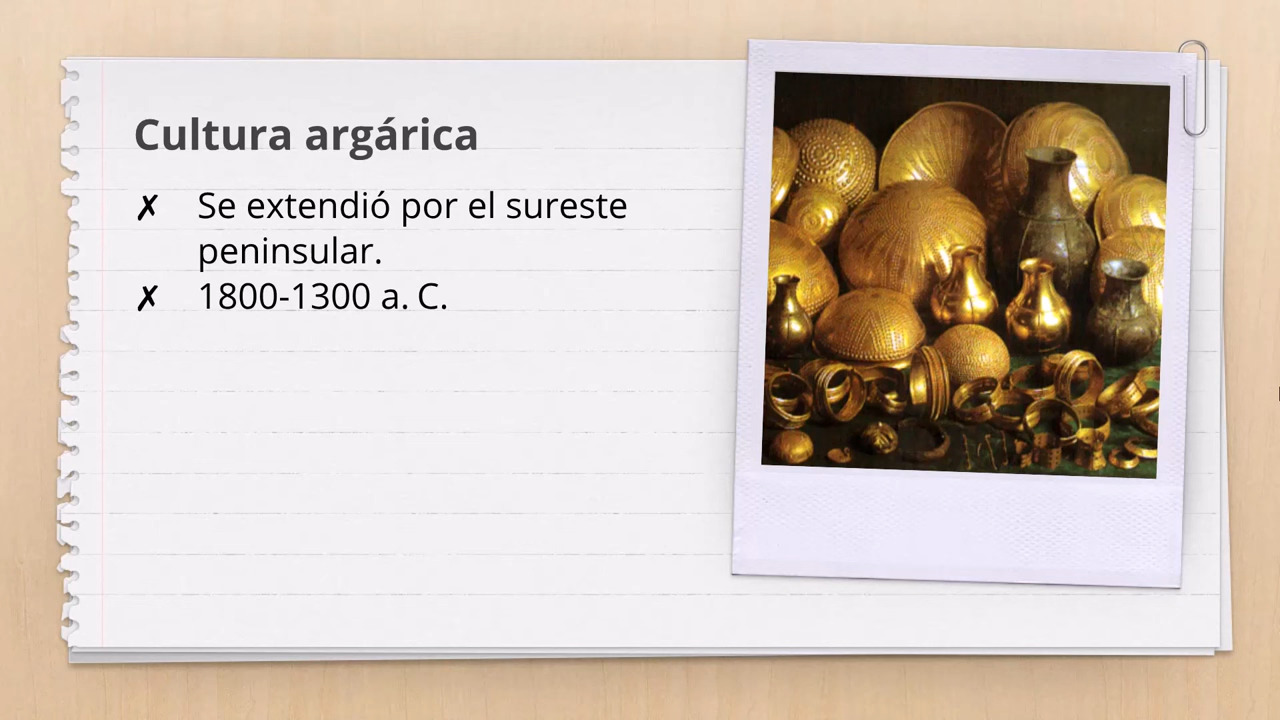 Cultura argárica
✗ Se extendió por el sureste
peninsular.
✗ 1800-1300 a. C.